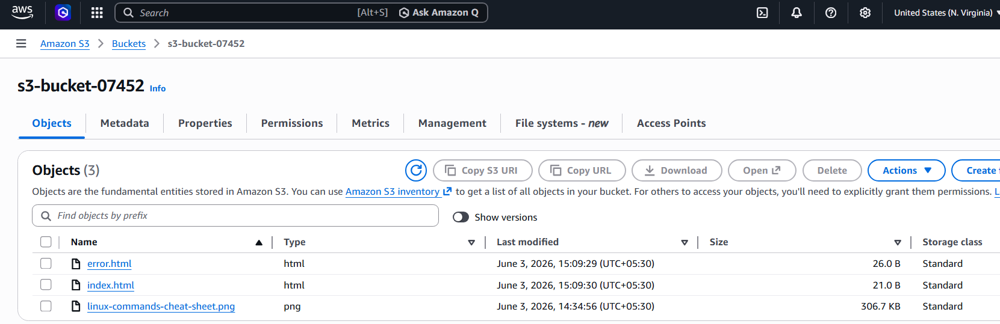 aws Search [Alt+S] Ask Amazon Q United States (N. Virginia)
Amazon S3 Buckets s3-bucket-07452
s3-bucket-07452 Info
Objects Metadata Properties Permissions Metrics Management File systems - new Access Points
Objects (3) Copy S3 URI Copy URL Download Open Delete Actions Create
Objects are the fundamental entities stored in Amazon S3. You can use Amazon S3 inventory to get a list of all objects in your bucket. For others to access your objects, you'll need to explicitly grant them permissions.
Find objects by prefix Show versions
Name Type Last modified Size Storage class
error.html html June 3, 2026, 15:09:29 (UTC+05:30) 26.0 B Standard
index.html html June 3, 2026, 15:09:30 (UTC+05:30) 21.0 B Standard
linux-commands-cheat-sheet.png png June 3, 2026, 14:34:56 (UTC+05:30) 306.7 KB Standard